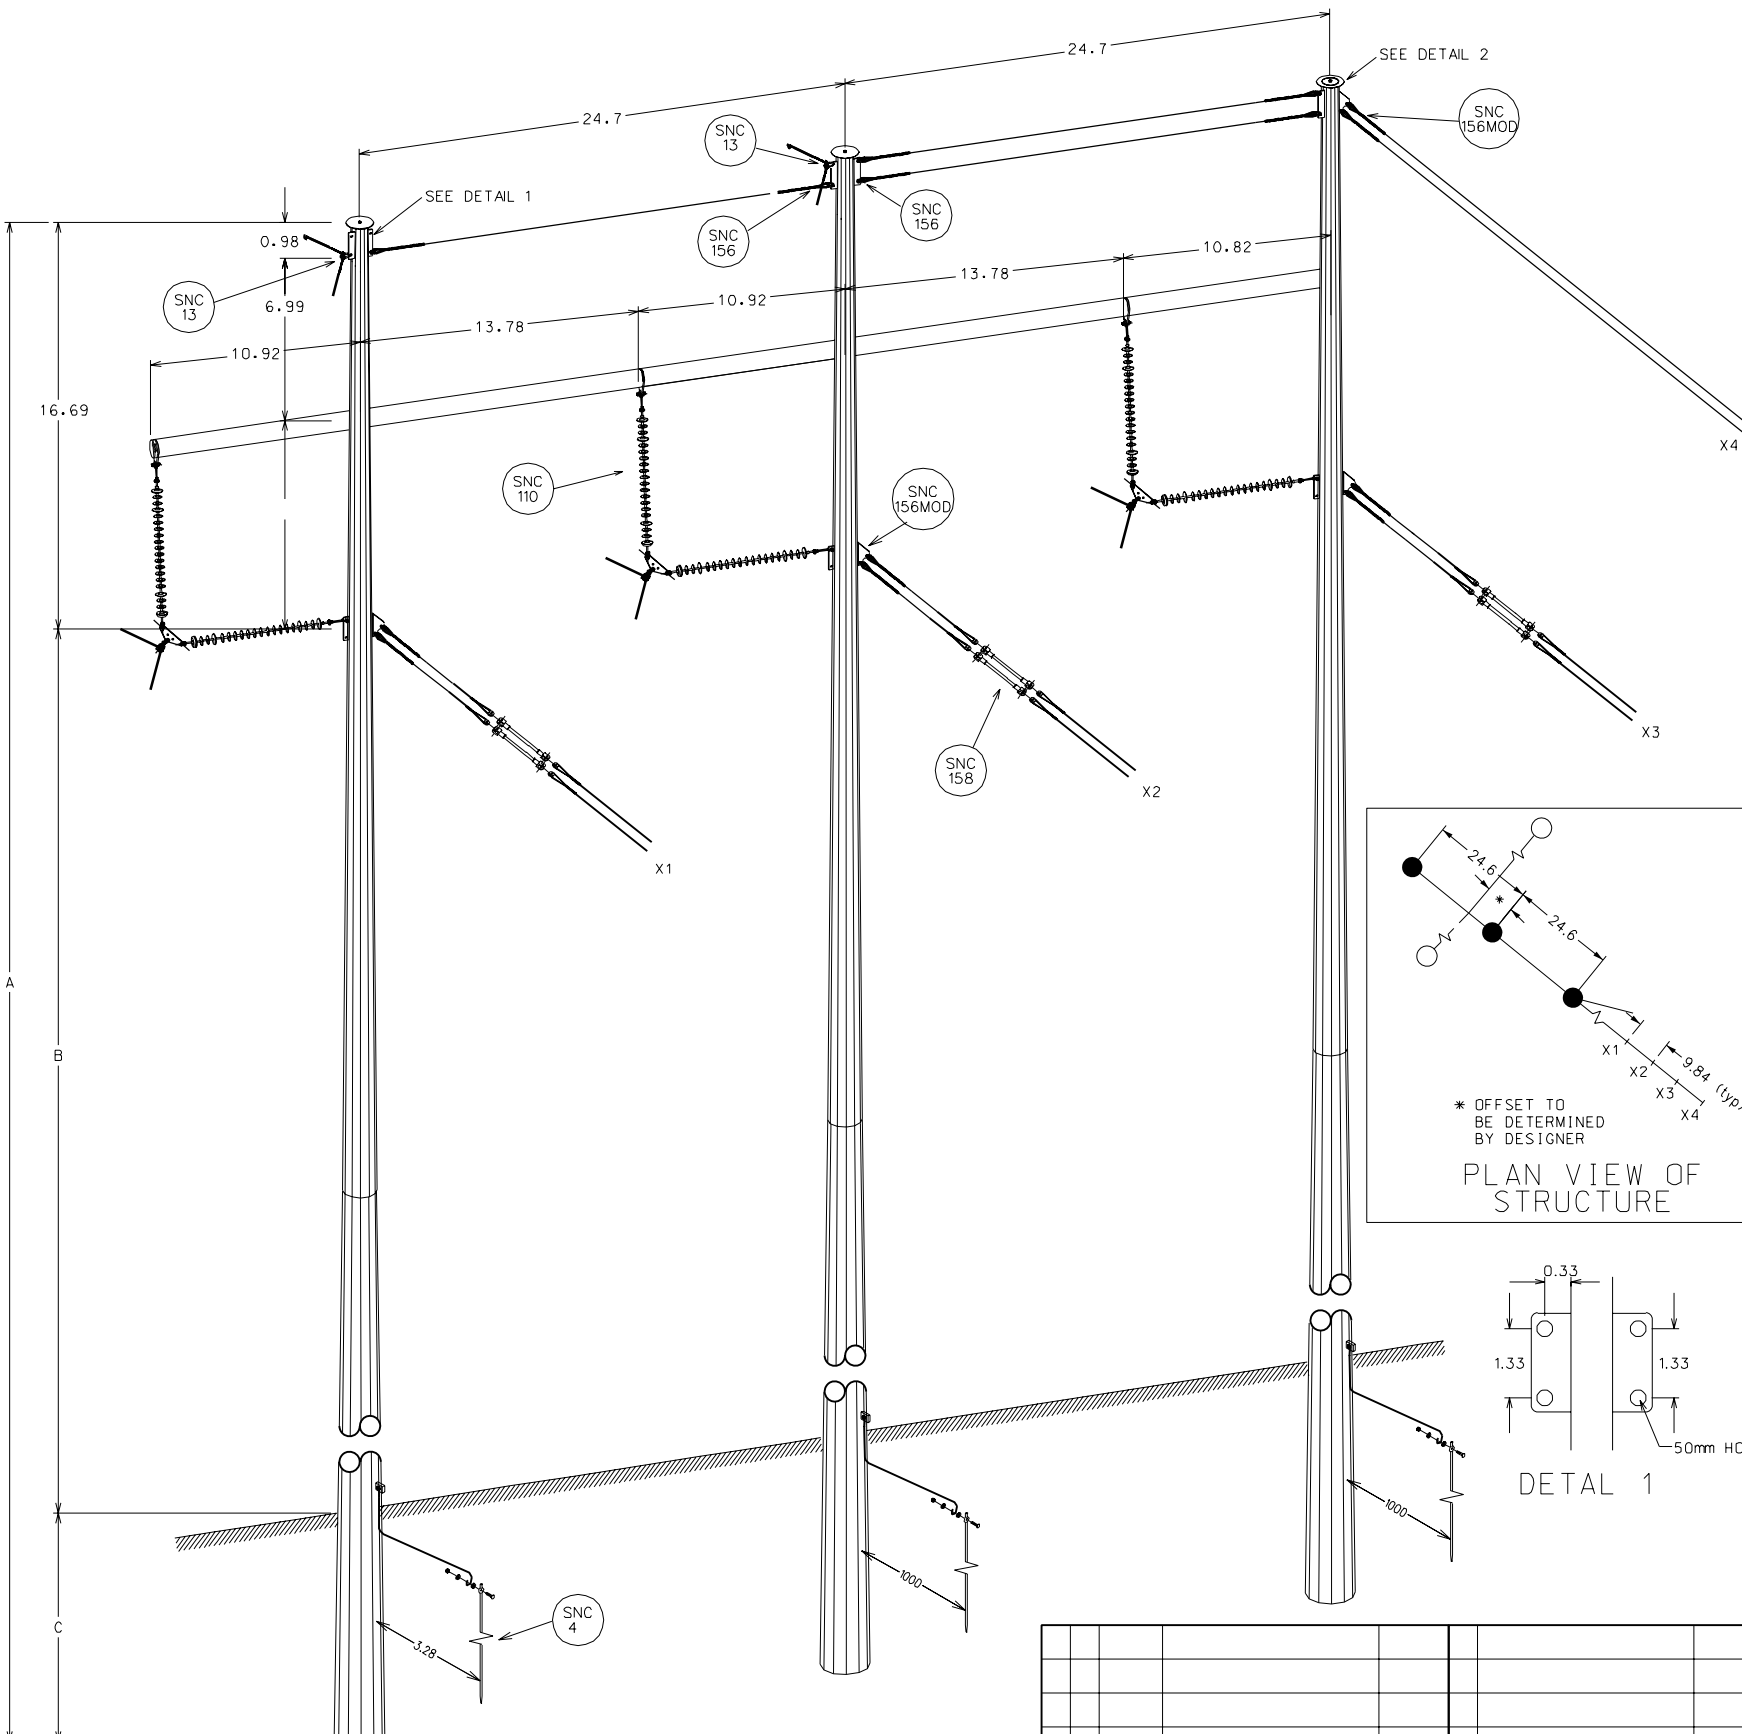 24.7
SEE DETAIL 2
24.7
SNC
13
SNC
156MOD
SEE DETAIL 1
SNC
156
SNC
156
0.98
SNC
13
6.99
10.82
13.78
10.92
13.78
10.92
16.69
X4
SNC
110
SNC
156MOD
X3
SNC
158
X2
X1
A
B
C
24.6
*
24.6
X1
X2
X3
X4
9.84 (typ)
* OFFSET TO
BE DETERMINED
BY DESIGNER
PLAN VIEW OF
STRUCTURE
0.33
1.33
1.33
50mm HO
DETAL 1
1000
1000
3.28
SNC
4